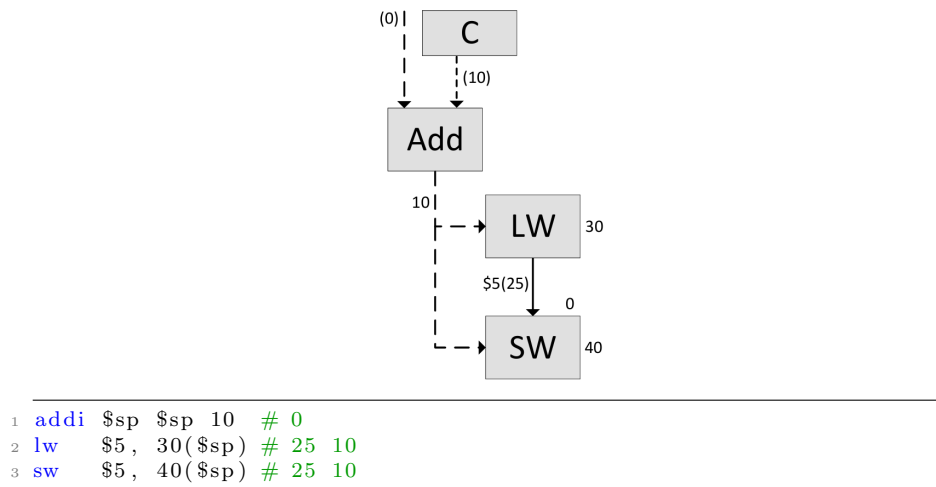 (0)
C
(10)
Add
10
LW
30
$5(25)
0
SW
40
1 addi $sp $sp 10 # 0
2 lw $5, 30($sp) # 25 10
3 sw $5, 40($sp) # 25 10